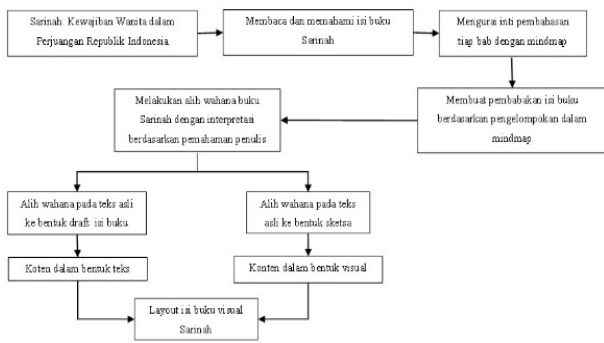 Sarinah: Kewajiban Wanita dalam
Perjuangan Republik Indonesia
Membaca dan memahami isi buku
Sarinah
Mengurai inti pembahasan
tiap bab dengan mindmap
Membuat pembabakan isi buku
berdasarkan pengelompokan dalam
mindmap
Melakukan alih wahana buku
Sarinah dengan interpretasi
berdasarkan pemahaman penulis
Alih wahana pada teks asli
ke bentuk draft isi buku
Alih wahana pada teks
asli ke bentuk sketsa
Koten dalam bentuk teks
Konten dalam bentuk visual
Layout isi buku visual
Sarinah